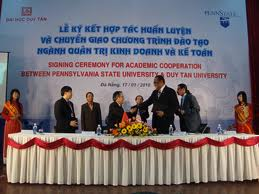 ĐẠI HỌC DUY TÂN
PENNSTATE
LỄ KÝ KẾT HỢP TÁC HUẤN LUYỆN
VÀ CHUYỂN GIAO CHƯƠNG TRÌNH ĐÀO TẠO
NGÀNH QUẢN TRỊ KINH DOANH VÀ KẾ TOÁN
SIGNING CEREMONY FOR ACADEMIC COOPERATION
BETWEEN PENNSYLVANIA STATE UNIVERSITY & DUY TAN UNIVERSITY